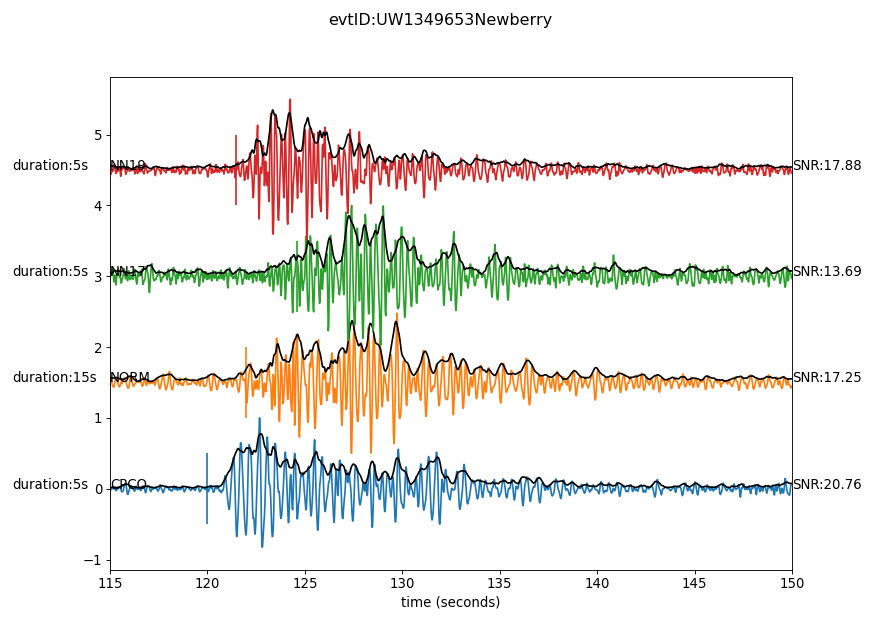 evtID:UW1349653Newberry
5
duration:5s NN19 SNR:17.88
4
duration:5s NN17 SNR:13.69
3
2
duration:15s NORM SNR:17.25
1
duration:5s CPCO SNR:20.76
0
−1
115 120 125 130 135 140 145 150
time (seconds)